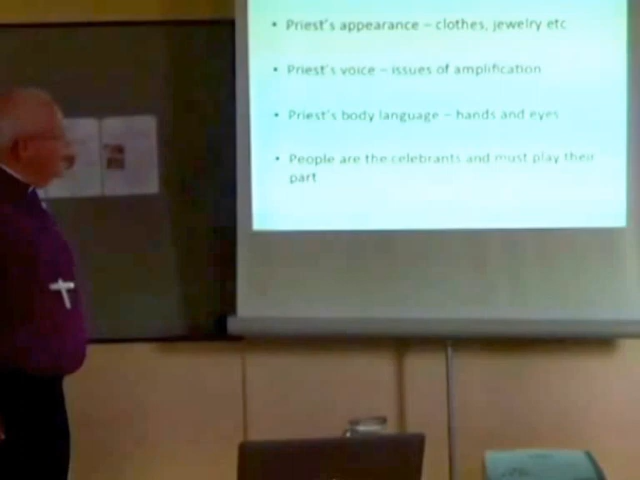 • Priest's appearance – clothes, jewelry etc
• Priest's voice – issues of amplification
• Priest's body language – hands and eyes
• People are the celebrants and must play their
part